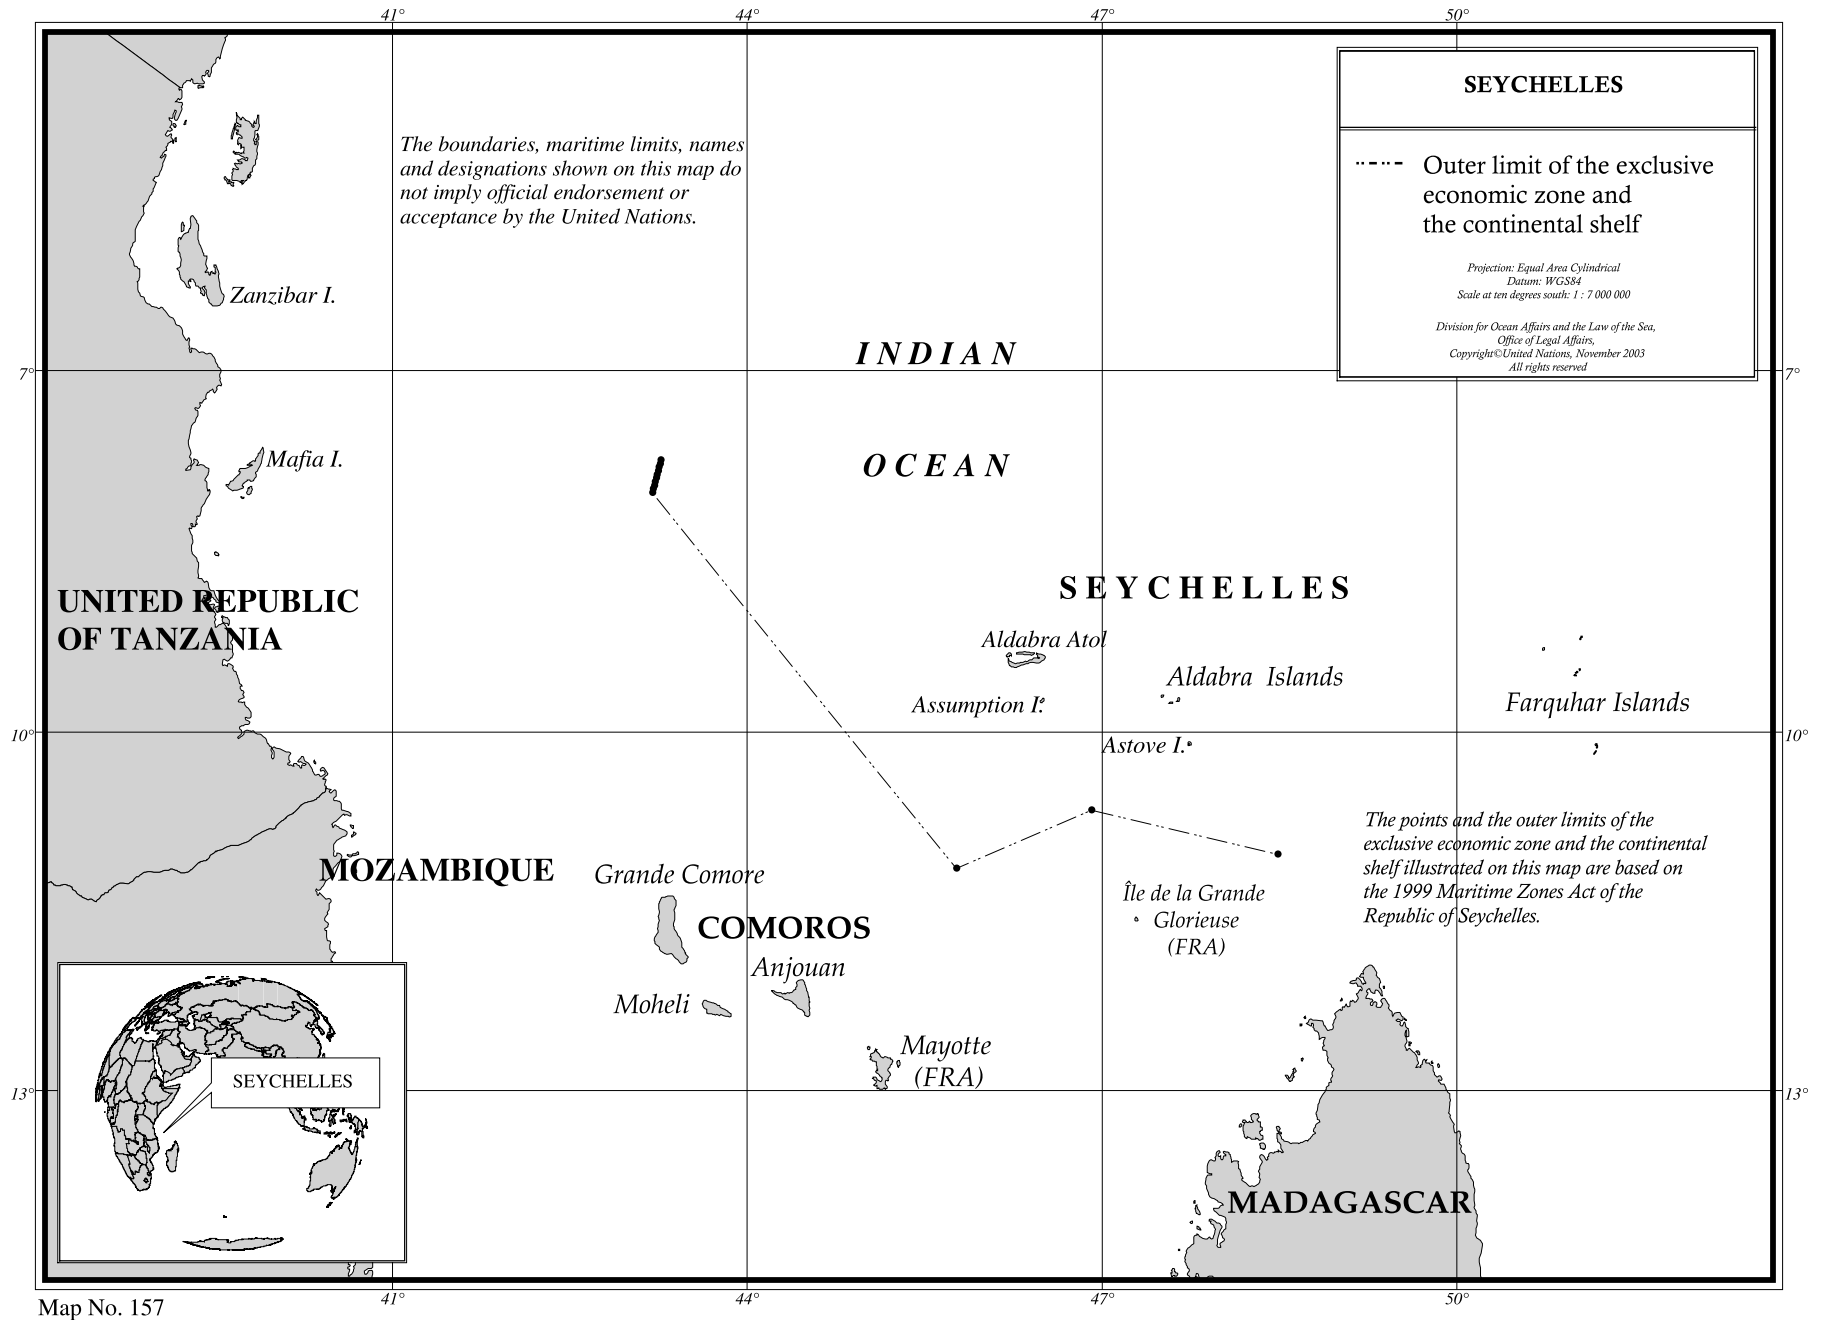 41°
44°
47°
50°
SEYCHELLES
Outer limit of the exclusive
economic zone and
the continental shelf
Projection: Equal Area Cylindrical
Datum: WGS84
Scale at ten degrees south: 1 : 7 000 000
Division for Ocean Affairs and the Law of the Sea,
Office of Legal Affairs,
Copyright©United Nations, November 2003
All rights reserved
The boundaries, maritime limits, names
and designations shown on this map do
not imply official endorsement or
acceptance by the United Nations.
Zanzibar I.
INDIAN
7°
7°
Mafia I.
OCEAN
SEYCHELLES
UNITED REPUBLIC
OF TANZANIA
Aldabra Atol
Aldabra Islands
Assumption I.
Farquhar Islands
10°
10°
Astove I.
The points and the outer limits of the
exclusive economic zone and the continental
shelf illustrated on this map are based on
the 1999 Maritime Zones Act of the
Republic of Seychelles.
MOZAMBIQUE
Grande Comore
Île de la Grande
Glorieuse
(FRA)
COMOROS
Anjouan
Moheli
Mayotte
(FRA)
SEYCHELLES
13°
13°
MADAGASCAR
41°
44°
47°
50°
Map No. 157